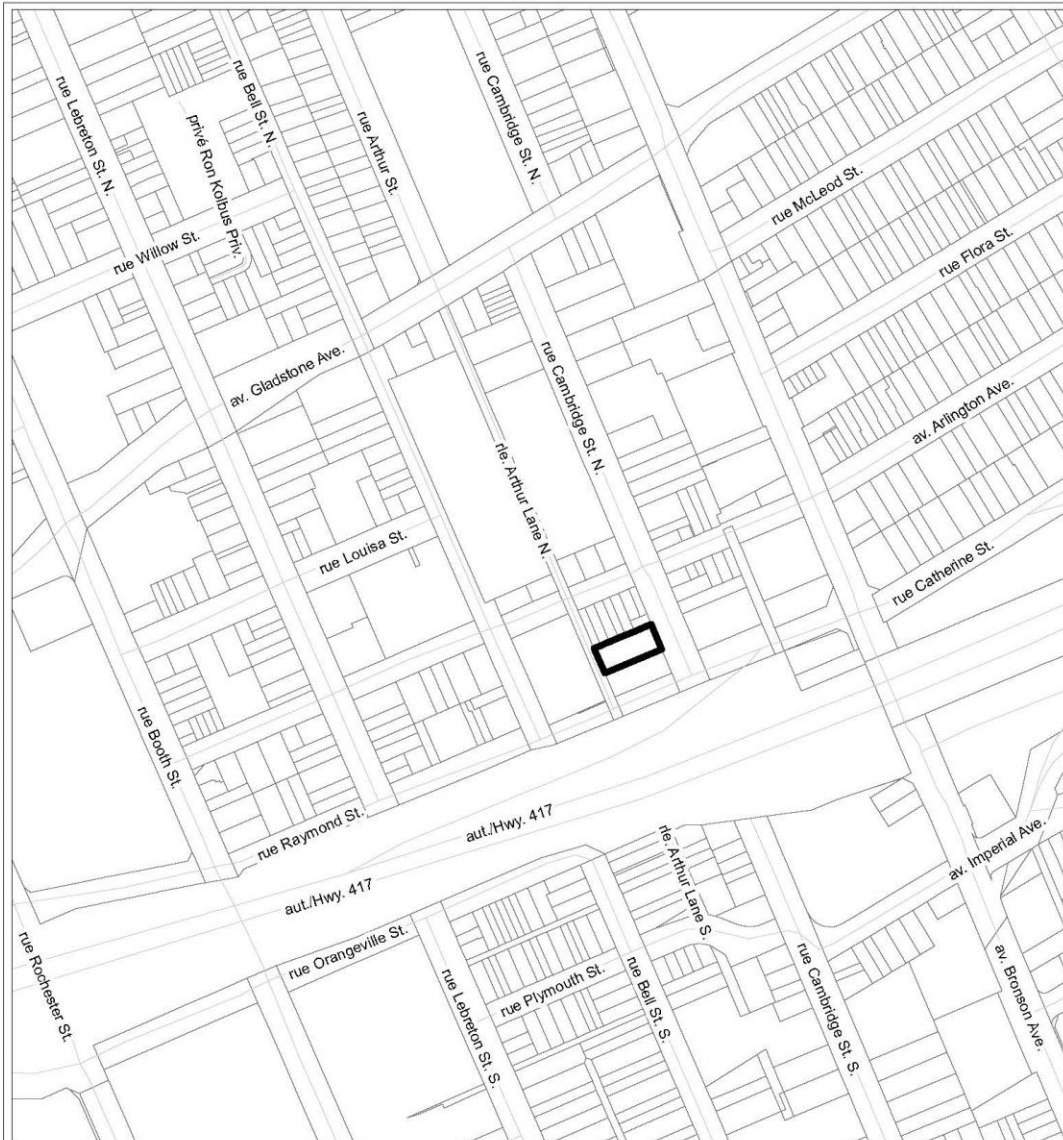 rue Lebreton St. N.
rue Bell St. N.
rue Arthur St.
rue Cambridge St. N.
privé Ron Kolbus Priv.
rue McLeod St.
rue Willow St.
rue Flora St.
av. Gladstone Ave.
rue Cambridge St. N.
av. Arlington Ave.
rle. Arthur Lane N.
rue Louisa St.
rue Catherine St.
rue Booth St.
rue Raymond St.
aut./Hwy. 417
aut./Hwy. 417
rle. Arthur Lane S.
av. Imperial Ave.
rue Orangeville St.
rue Rochester St.
rue Lebreton St. S.
rue Plymouth St.
rue Bell St. S.
rue Cambridge St. S.
av. Bronson Ave.